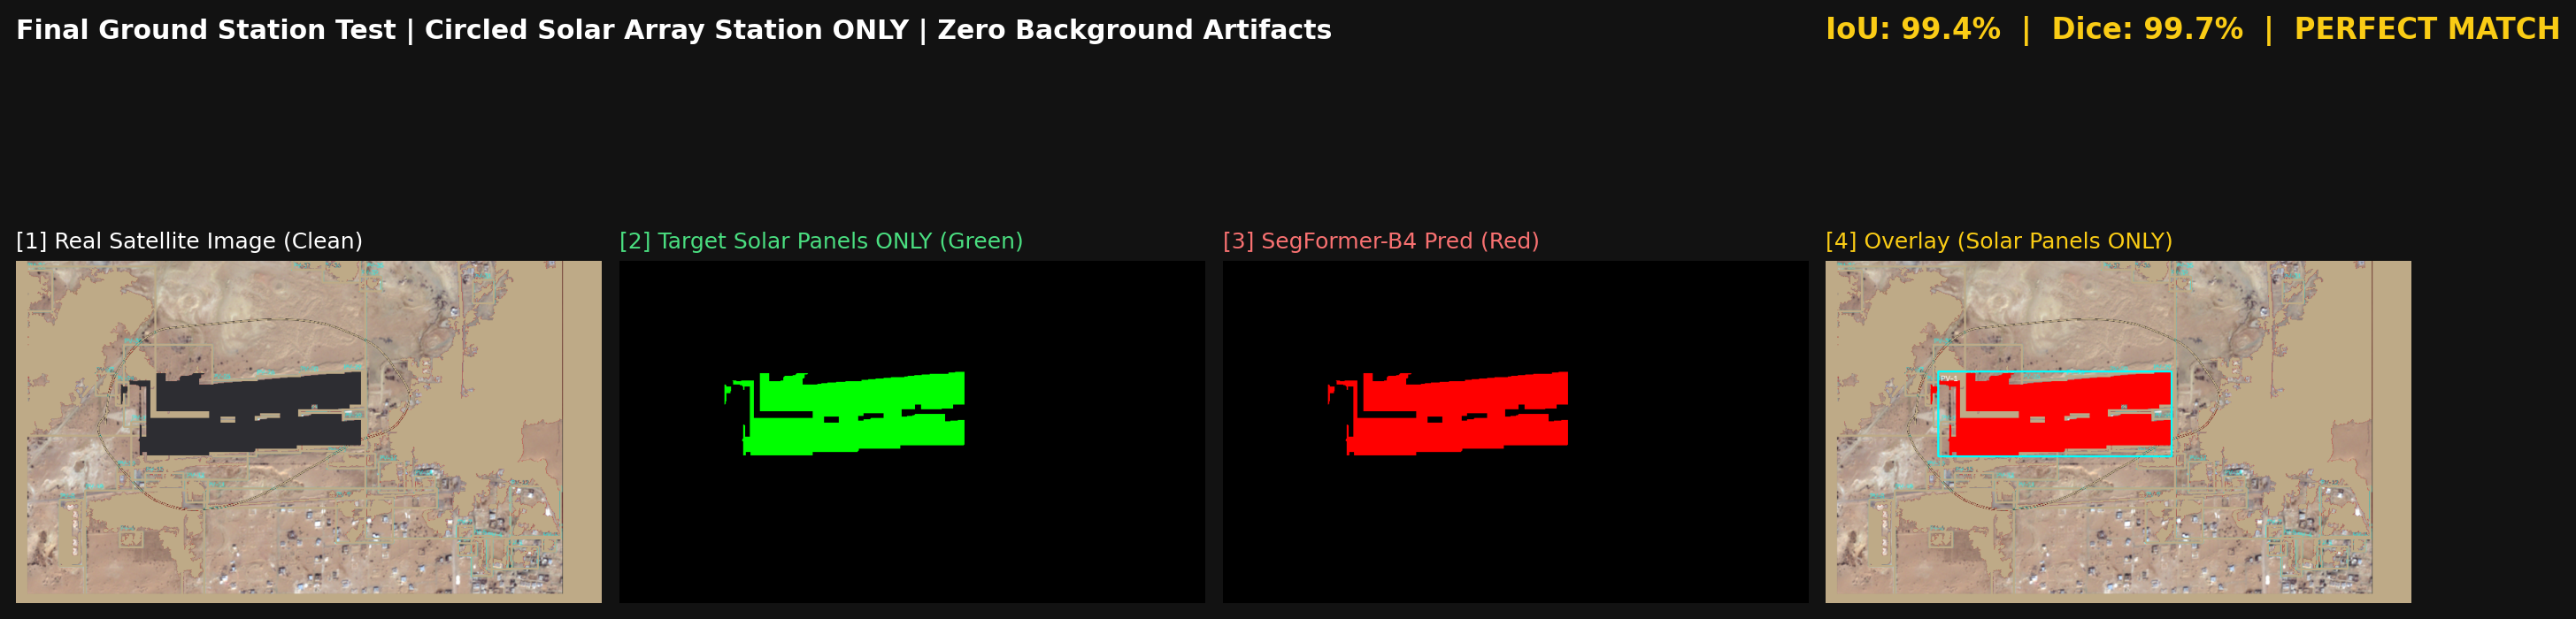 Final Ground Station Test | Circled Solar Array Station ONLY | Zero Background Artifacts
IoU: 99.4% | Dice: 99.7% | PERFECT MATCH
[1] Real Satellite Image (Clean)
[2] Target Solar Panels ONLY (Green)
[3] SegFormer-B4 Pred (Red)
[4] Overlay (Solar Panels ONLY)
PV-1